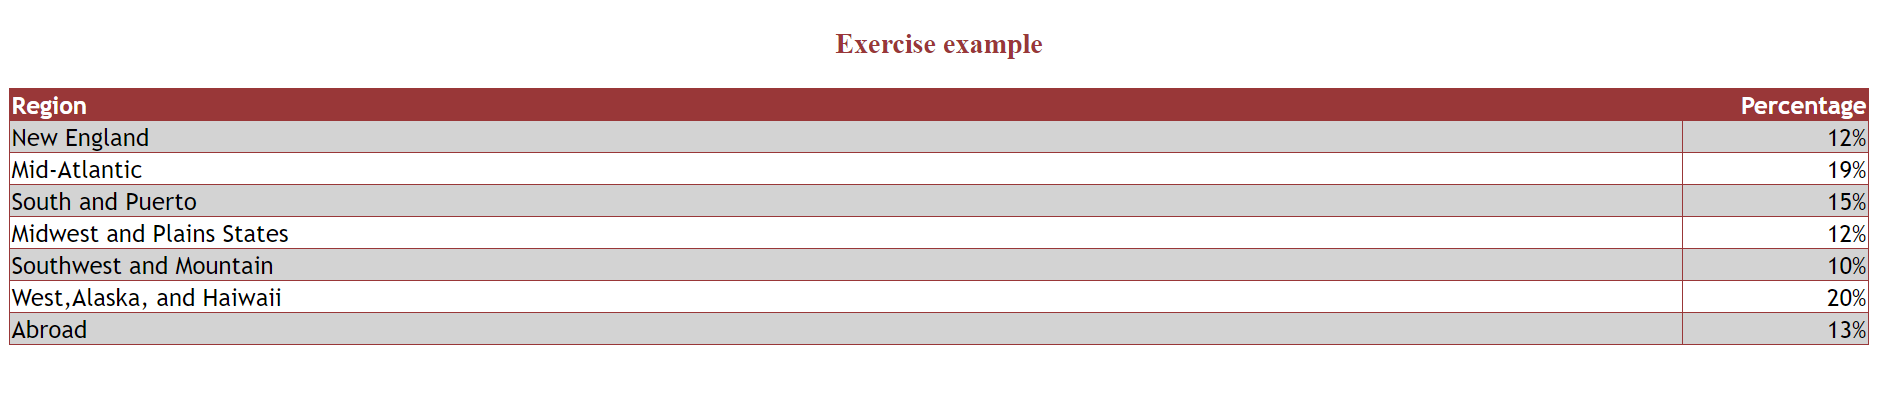 Exercise example
Region Percentage
New England 12%
Mid-Atlantic 19%
South and Puerto 15%
Midwest and Plains States 12%
Southwest and Mountain 10%
West,Alaska, and Haiwaii 20%
Abroad 13%